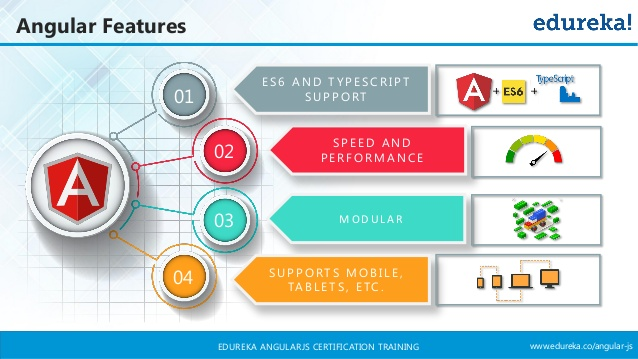 Angular Features
edureka!
01
ES6 AND TYPESCRIPT
SUPPORT
A + ES6 +
TypeScript
02
SPEED AND
PERFORMANCE
A
03
MODULAR
04
SUPPORTS MOBILE,
TABLETS, ETC.
EDUREKA ANGULARJS CERTIFICATION TRAINING
www.edureka.co/angular-js